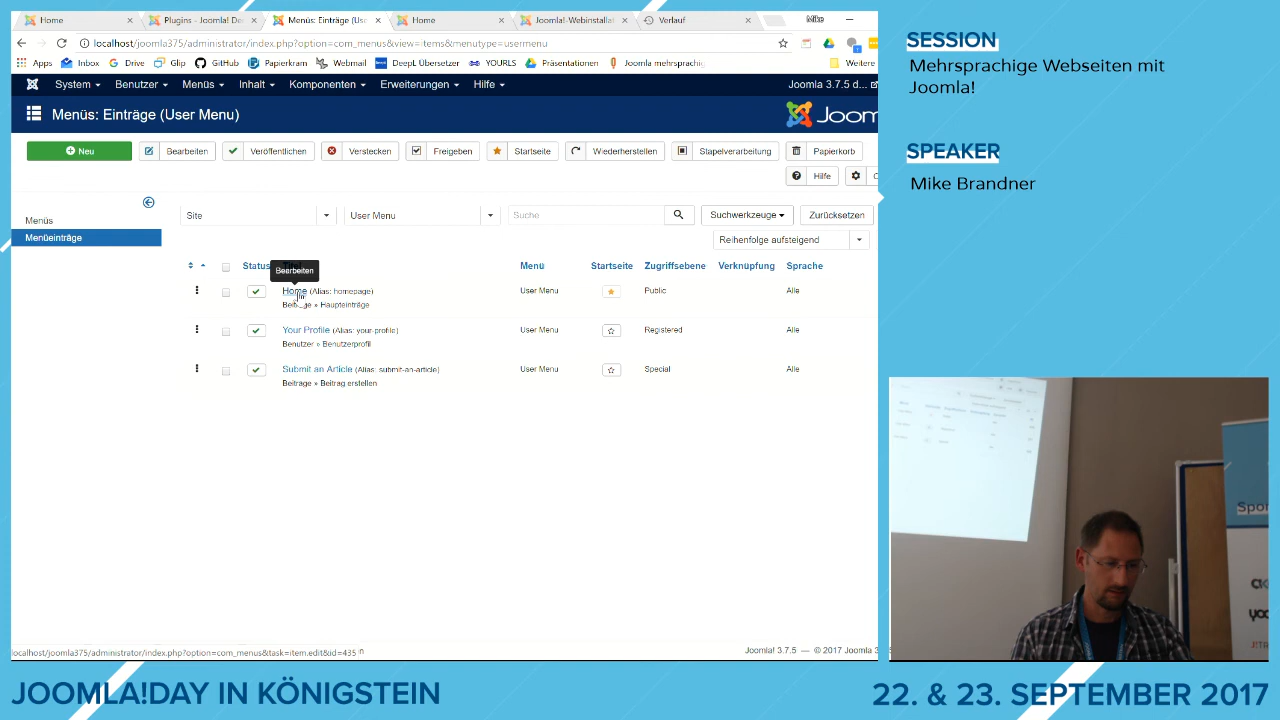 Home
Plugins - Joomla! De
Menüs: Einträge (Use
Home
Joomla!-Webinstallat
Verlauf
Mike
localhost/joomla375/administrator/index.php?option=com_menus&view=items&menutype=usermenu
Apps
Inbox
Drive
Glip
GitHub
Papierkram
Webmail
DeepL Übersetzer
YOURLS
Präsentationen
Joomla mehrsprachig
Weitere
System
Benutzer
Menüs
Inhalt
Komponenten
Erweiterungen
Hilfe
Joomla 3.7.5 d...
Menüs: Einträge (User Menu)
Joom
Neu
Bearbeiten
Veröffentlichen
Verstecken
Freigeben
Startseite
Wiederherstellen
Stapelverarbeitung
Papierkorb
Hilfe
Menüs
Menüeinträge
Site
User Menu
Suche
Suchwerkzeuge
Zurücksetzen
Reihenfolge aufsteigend
Status
Menü
Startseite
Zugriffsebene
Verknüpfung
Sprache
Bearbeiten
Home (Alias: homepage)
Beiträge » Haupteinträge
User Menu
Public
Alle
Your Profile (Alias: your-profile)
Benutzer » Benutzerprofil
User Menu
Registered
Alle
Submit an Article (Alias: submit-an-article)
Beiträge » Beitrag erstellen
User Menu
Special
Alle
localhost/joomla375/administrator/index.php?option=com_menus&task=item.edit&id=435
Joomla! 3.7.5 — © 2017 Joomla 3
SESSION
Mehrsprachige Webseiten mit
Joomla!
SPEAKER
Mike Brandner
Spon
JOOMLA!DAY IN KÖNIGSTEIN
22. & 23. SEPTEMBER 2017